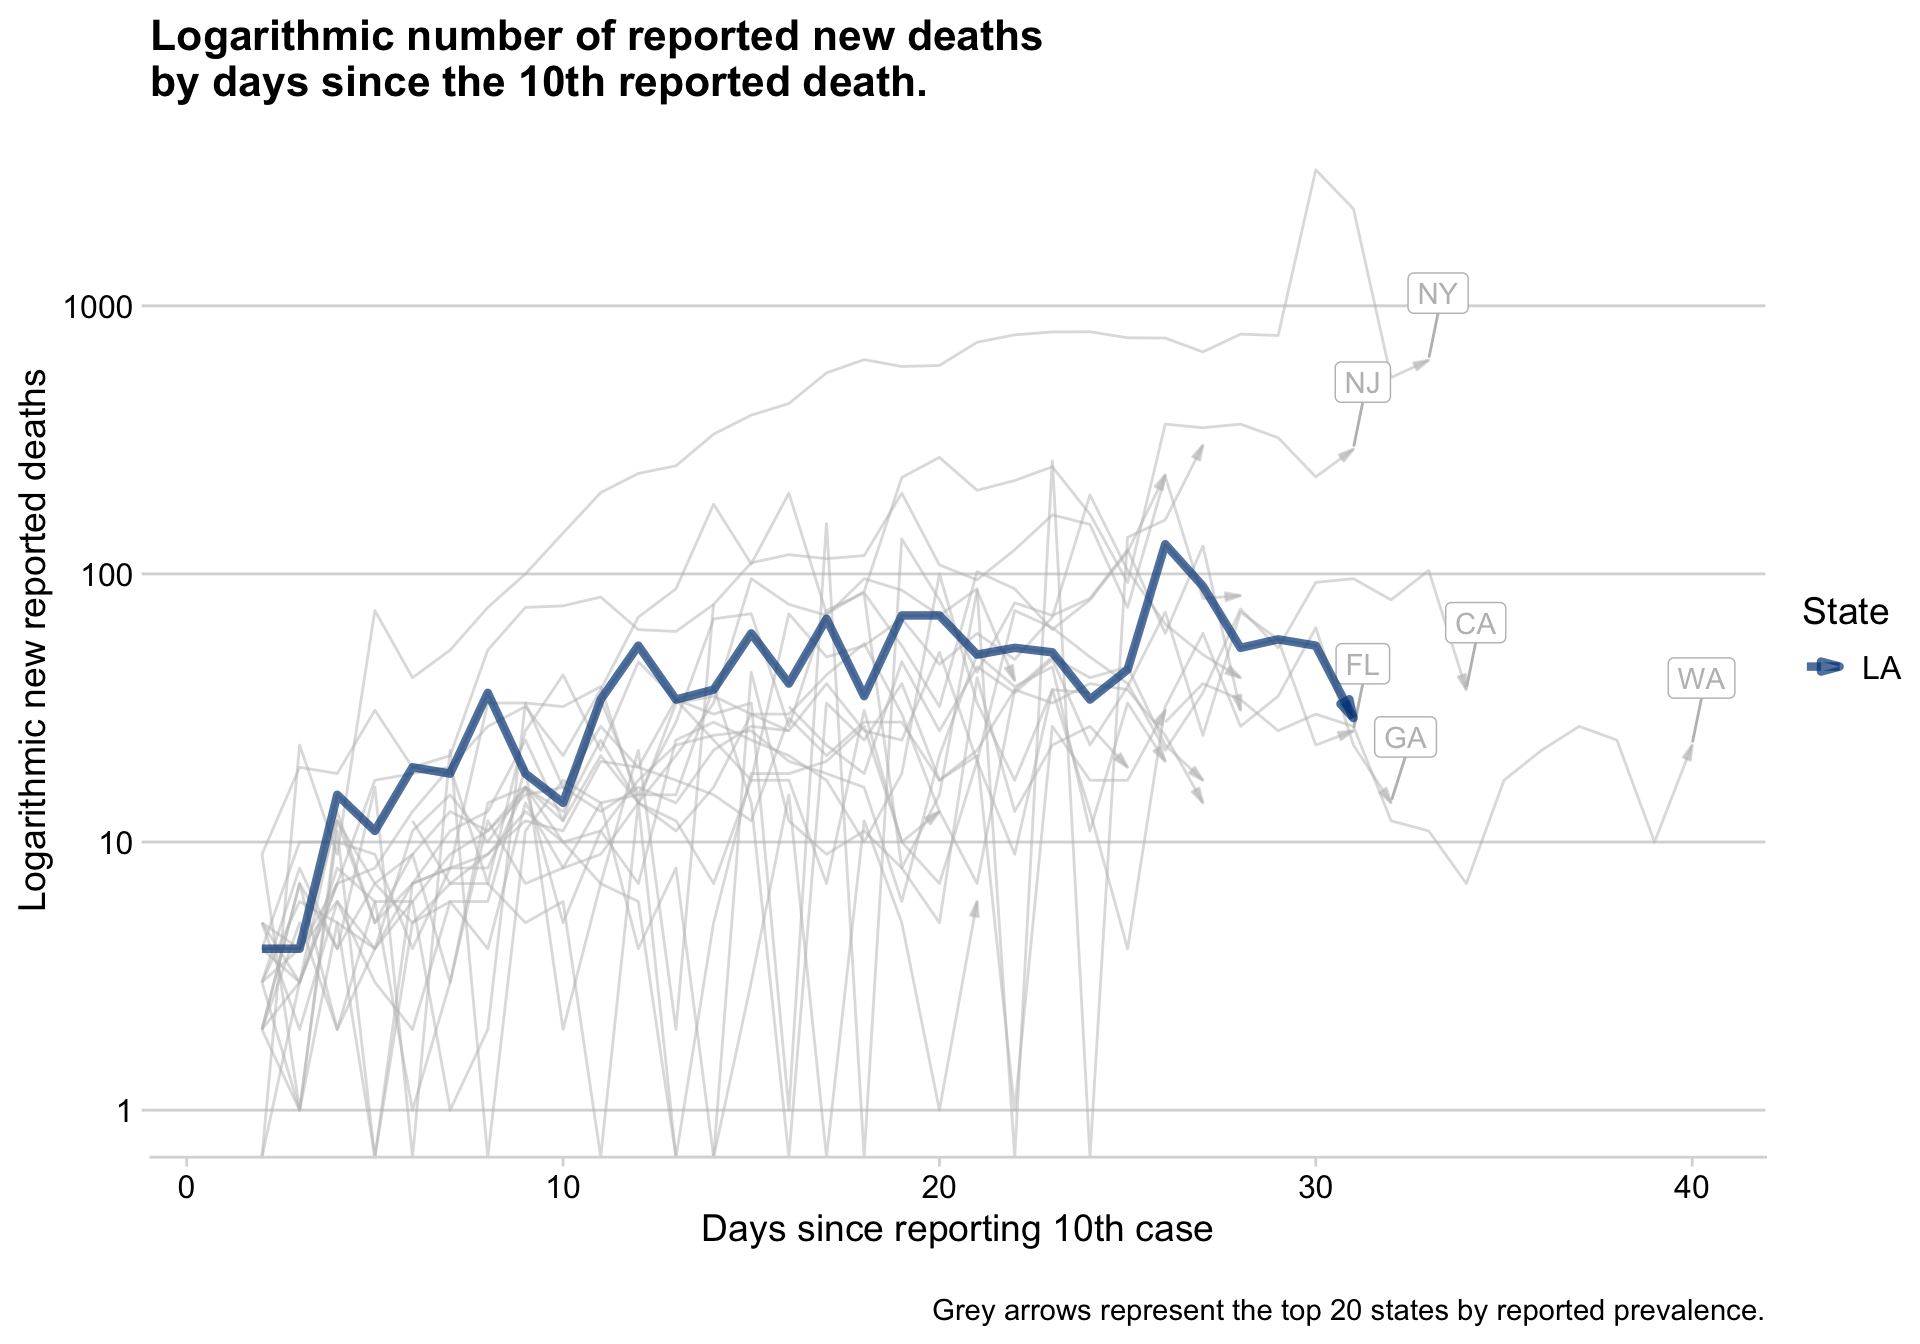 Logarithmic number of reported new deaths
by days since the 10th reported death.
Logarithmic new reported deaths
1000
100
10
1
NY
NJ
CA
FL
WA
GA
State
LA
0 10 20 30 40
Days since reporting 10th case
Grey arrows represent the top 20 states by reported prevalence.